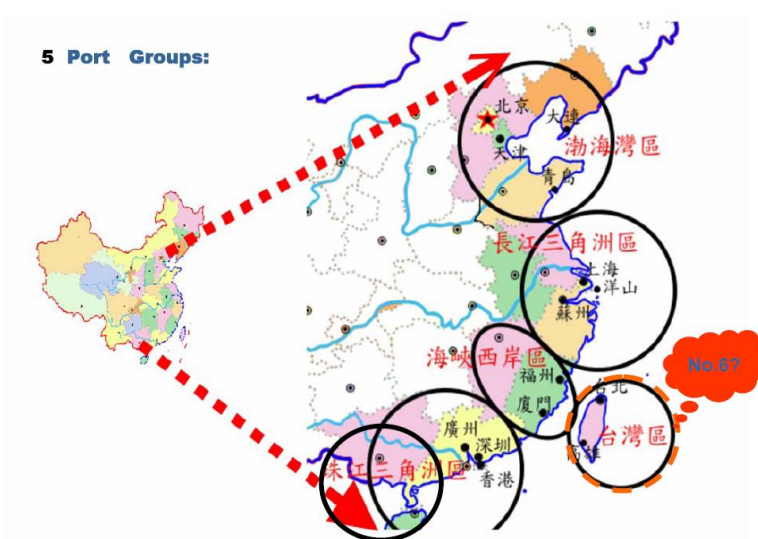 5 Port Groups:
北京
大連
天津
渤海灣區
青島
長江三角洲區
上海
洋山
蘇州
海峽西岸區
福州
廈門
No.6?
台北
台灣區
高雄
廣州
深圳
珠江三角洲區
香港